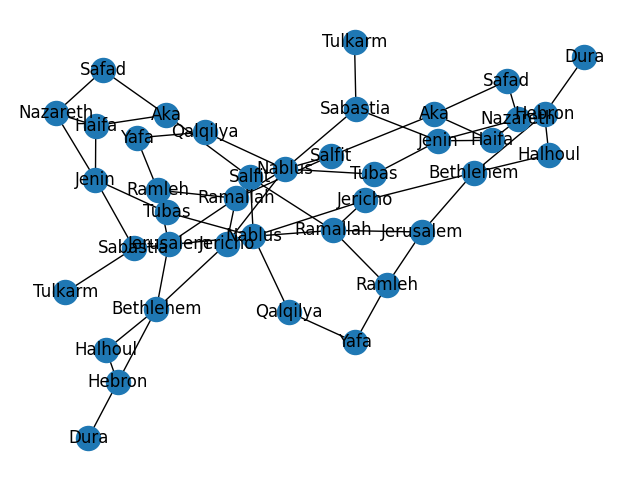 Tulkarm
Dura
Safad
Safad
Sabastia
Nazareth
Aka
Aka
Hebron
Nazareth
Haifa
Qalqilya
Yafa
Jenin
Haifa
Salfit
Halhoul
Nablus
Bethlehem
Tubas
Salfit
Jenin
Ramleh
Ramallah
Jericho
Tubas
Ramallah
Jerusalem
Nablus
Jerusalem
Jericho
Sabastia
Ramleh
Tulkarm
Bethlehem
Qalqilya
Yafa
Halhoul
Hebron
Dura